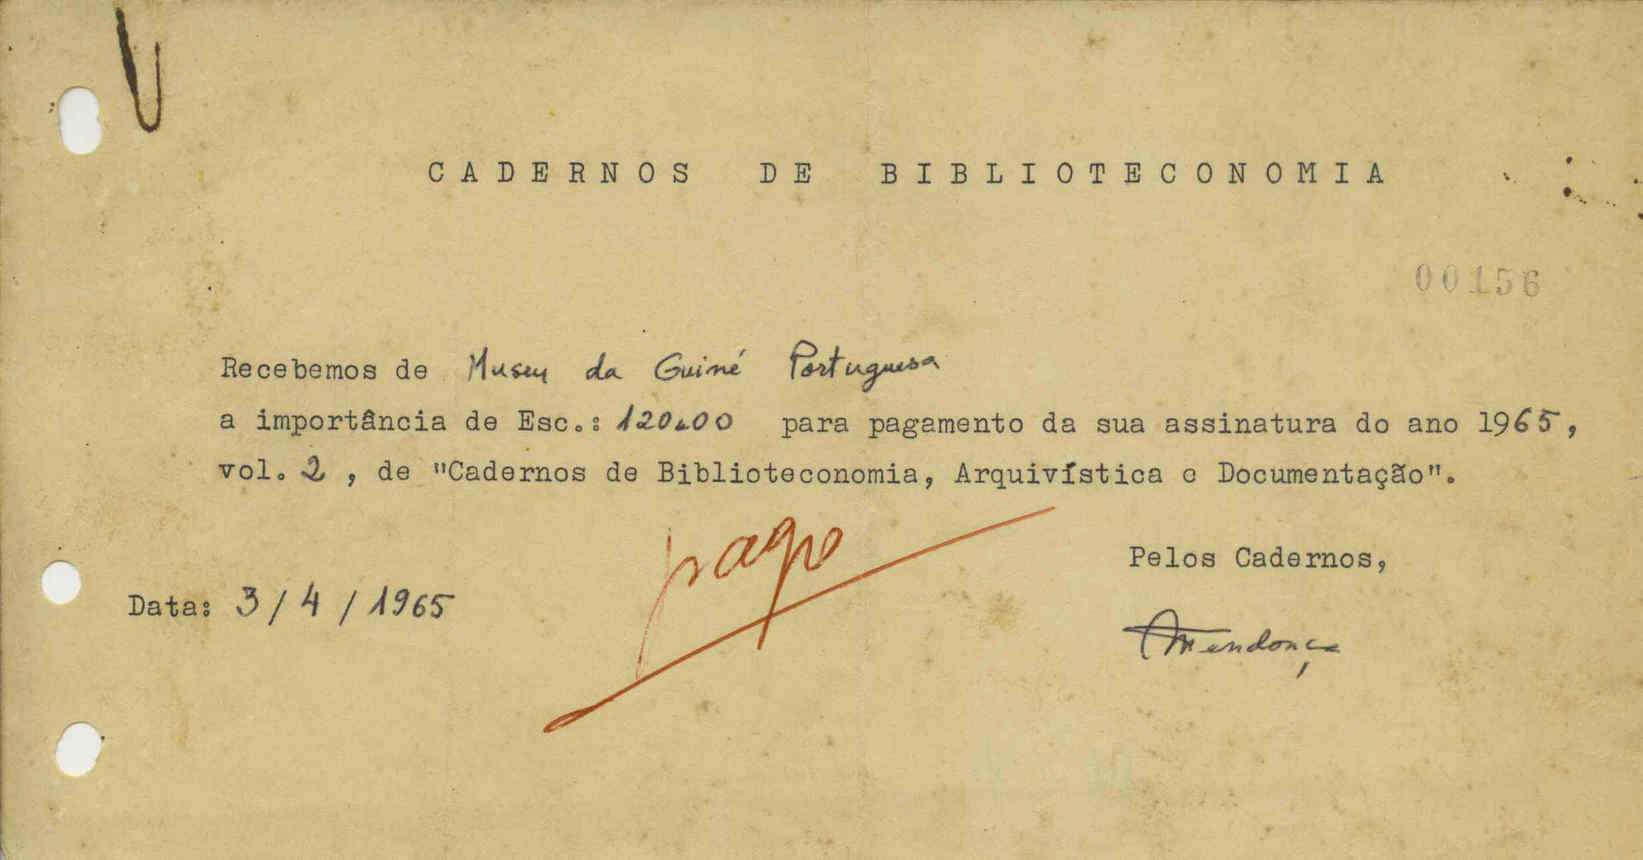 CADERNOS DE BIBLIOTECONOMIA
00156
Recebemos de Museu da Guiné Portuguesa
a importância de Esc.: 120$00 para pagamento da sua assinatura do ano 1965,
vol. 2 , de "Cadernos de Biblioteconomia, Arquivística e Documentação".
pago
Pelos Cadernos,
Data: 3/4/1965
Mendonça